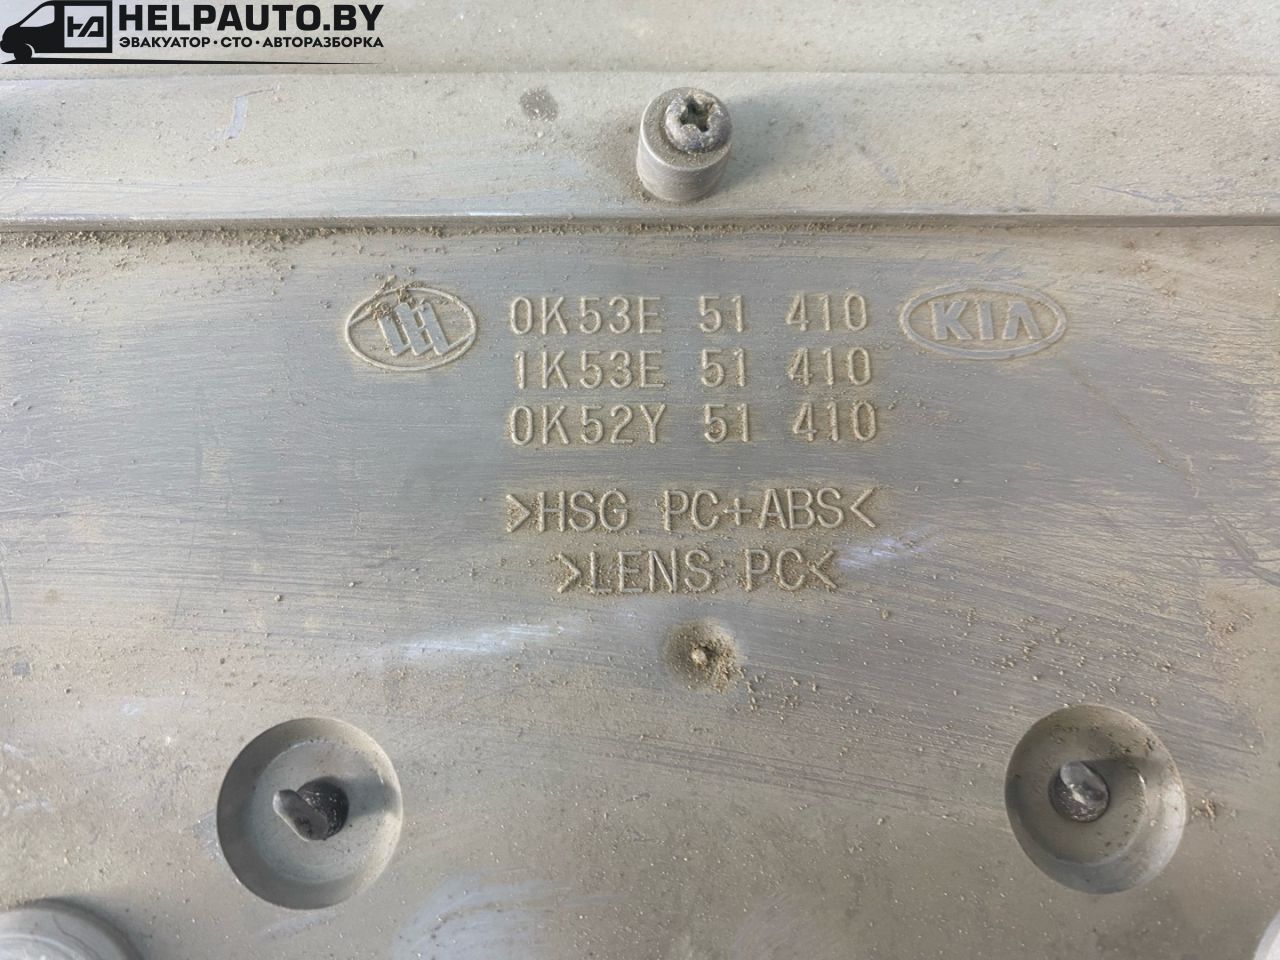 HELPAUTO.BY
ЭВАКУАТОР·СТО·АВТОРАЗБОРКА
0K53E 51 410
KIA
1K53E 51 410
0K52Y 51 410
>HSG PC+ABS<
>LENS PC<